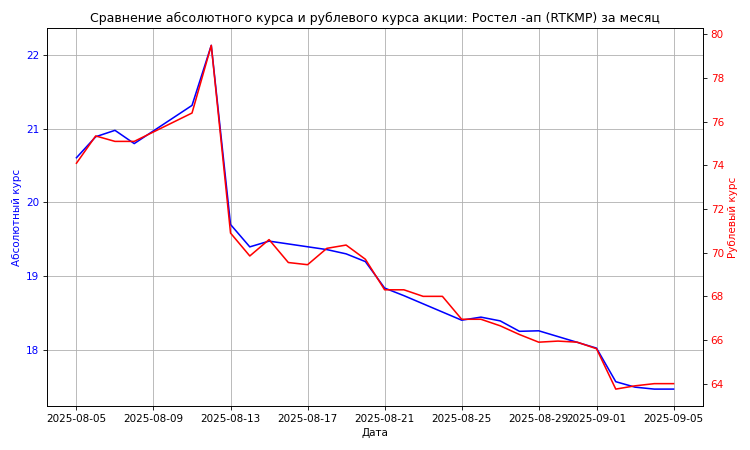 Сравнение абсолютного курса и рублевого курса акции: Ростел -ап (RTKMP) за месяц
22
21
20
19
18
Абсолютный курс
80
78
76
74
72
70
68
66
64
Рублевый курс
2025-08-05 2025-08-09 2025-08-13 2025-08-17 2025-08-21 2025-08-25 2025-08-29 2025-09-01 2025-09-05
Дата